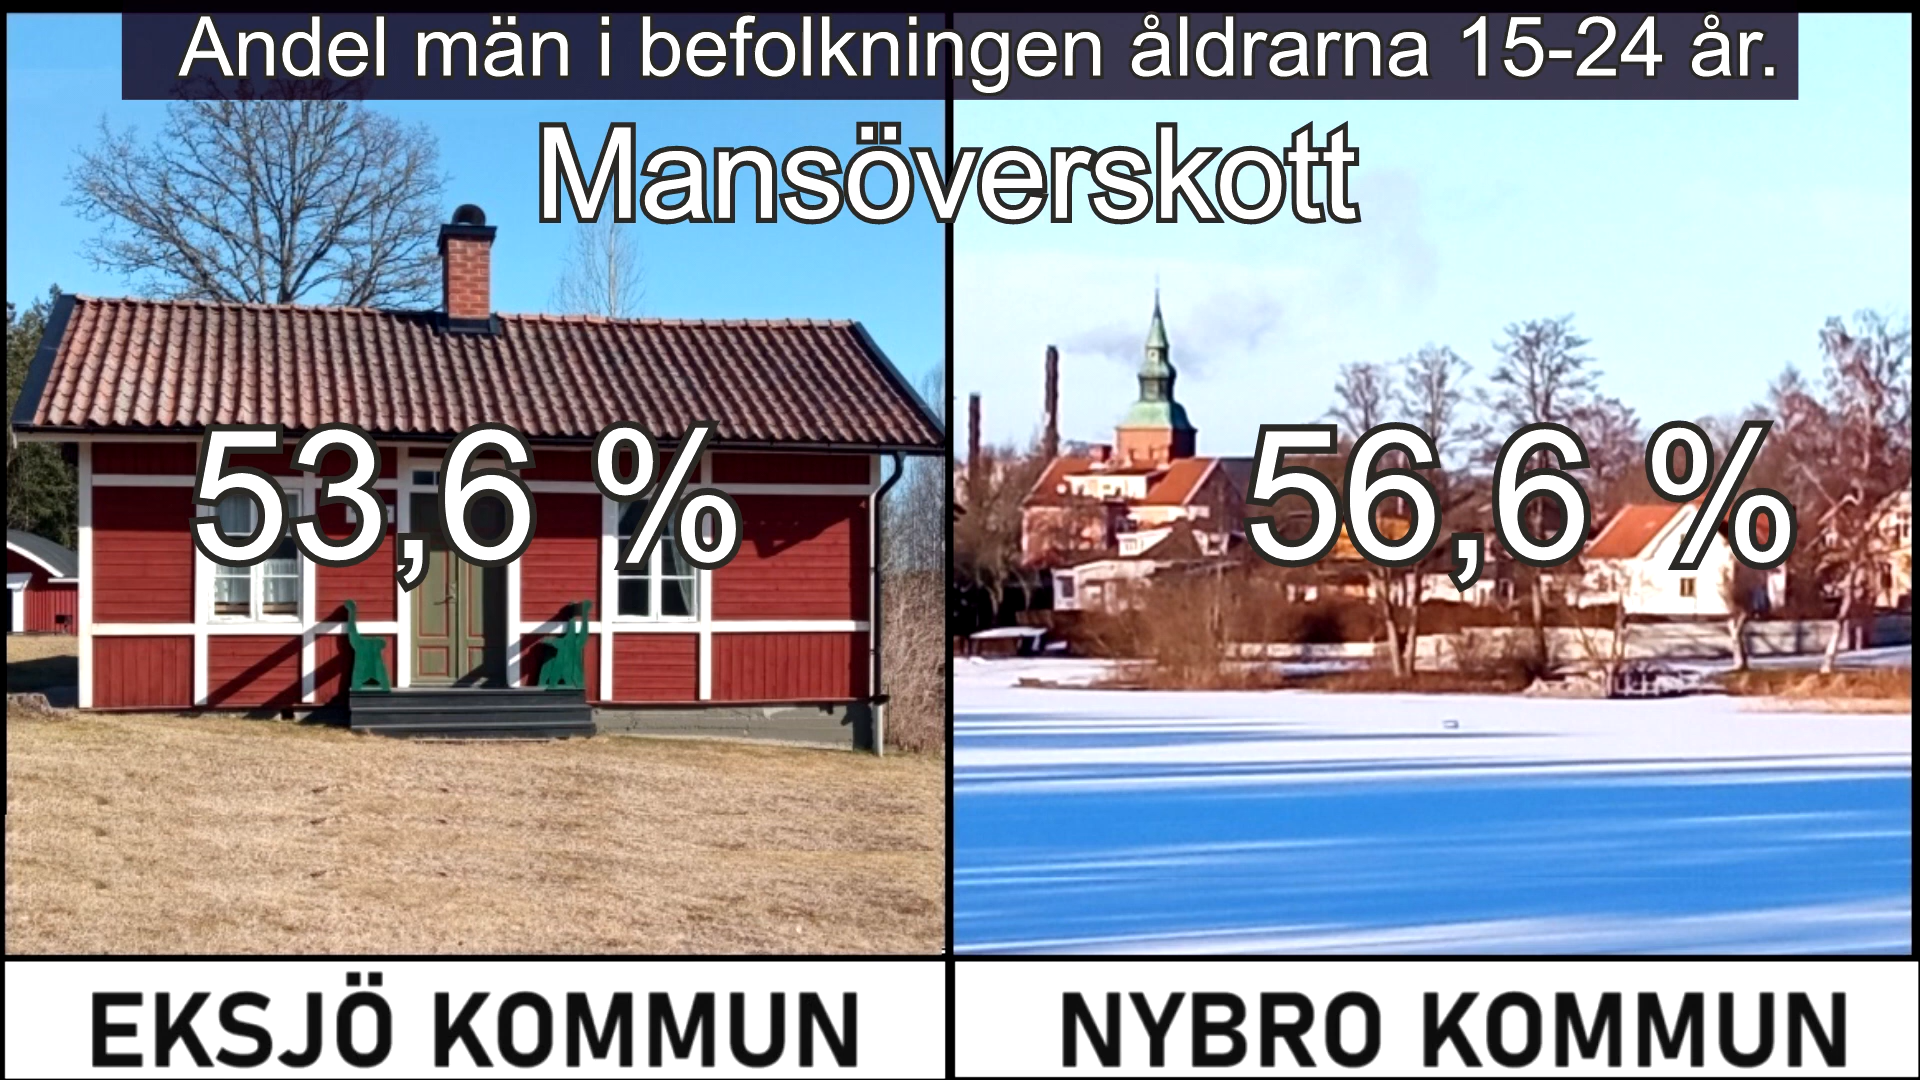 Andel män i befolkningen åldrarna 15-24 år.
Mansöverskott
53,6 %
56,6 %
EKSJÖ KOMMUN
NYBRO KOMMUN